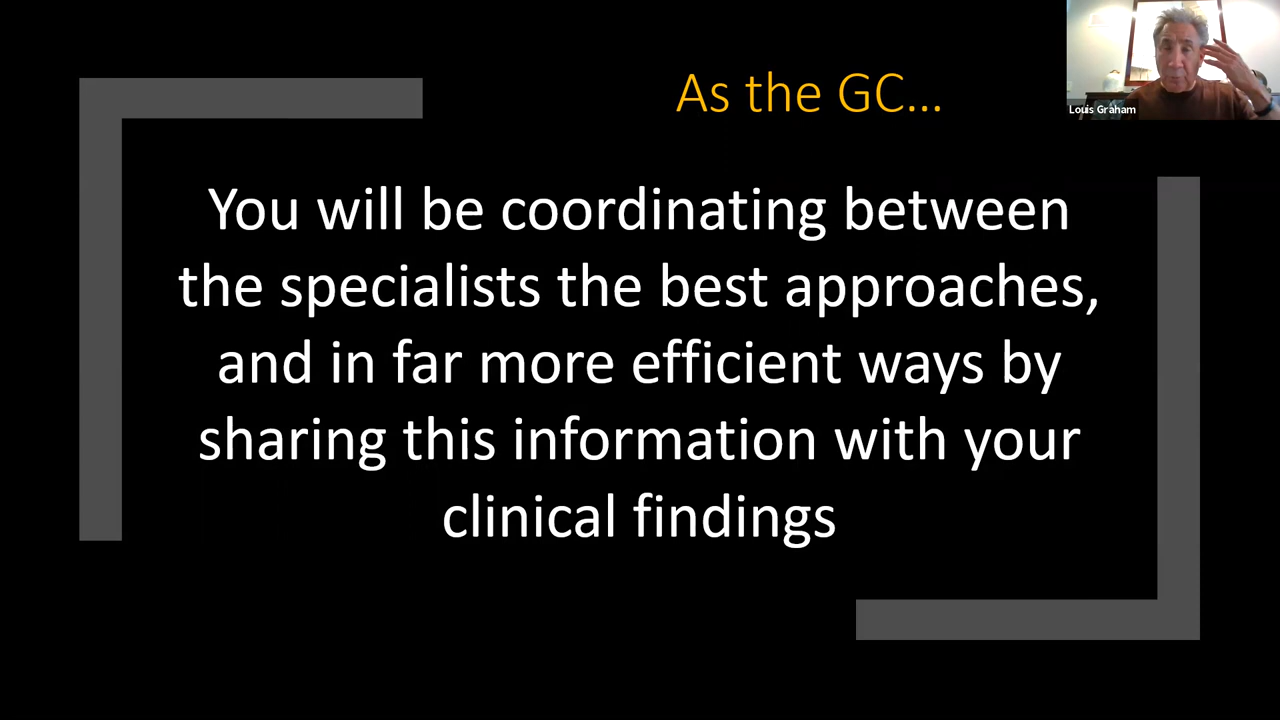 As the GC...
Louis Graham
You will be coordinating between
the specialists the best approaches,
and in far more efficient ways by
sharing this information with your
clinical findings